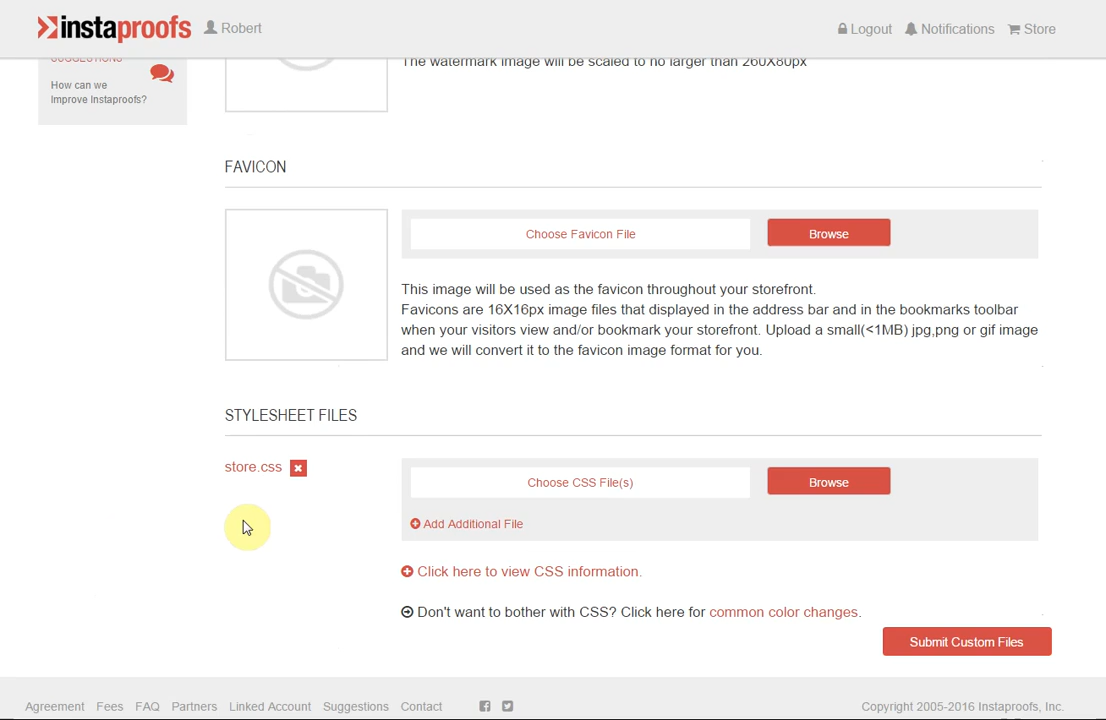 instaproofs
Robert
Logout
Notifications
Store
SUGGESTIONS
How can we
Improve Instaproofs?
The watermark image will be scaled to no larger than 260X80px
FAVICON
Choose Favicon File
Browse
This image will be used as the favicon throughout your storefront.
Favicons are 16X16px image files that displayed in the address bar and in the bookmarks toolbar
when your visitors view and/or bookmark your storefront. Upload a small(<1MB) jpg,png or gif image
and we will convert it to the favicon image format for you.
STYLESHEET FILES
store.css
Choose CSS File(s)
Browse
Add Additional File
Click here to view CSS information.
Don't want to bother with CSS? Click here for common color changes.
Submit Custom Files
Agreement Fees FAQ Partners Linked Account Suggestions Contact
Copyright 2005-2016 Instaproofs, Inc.